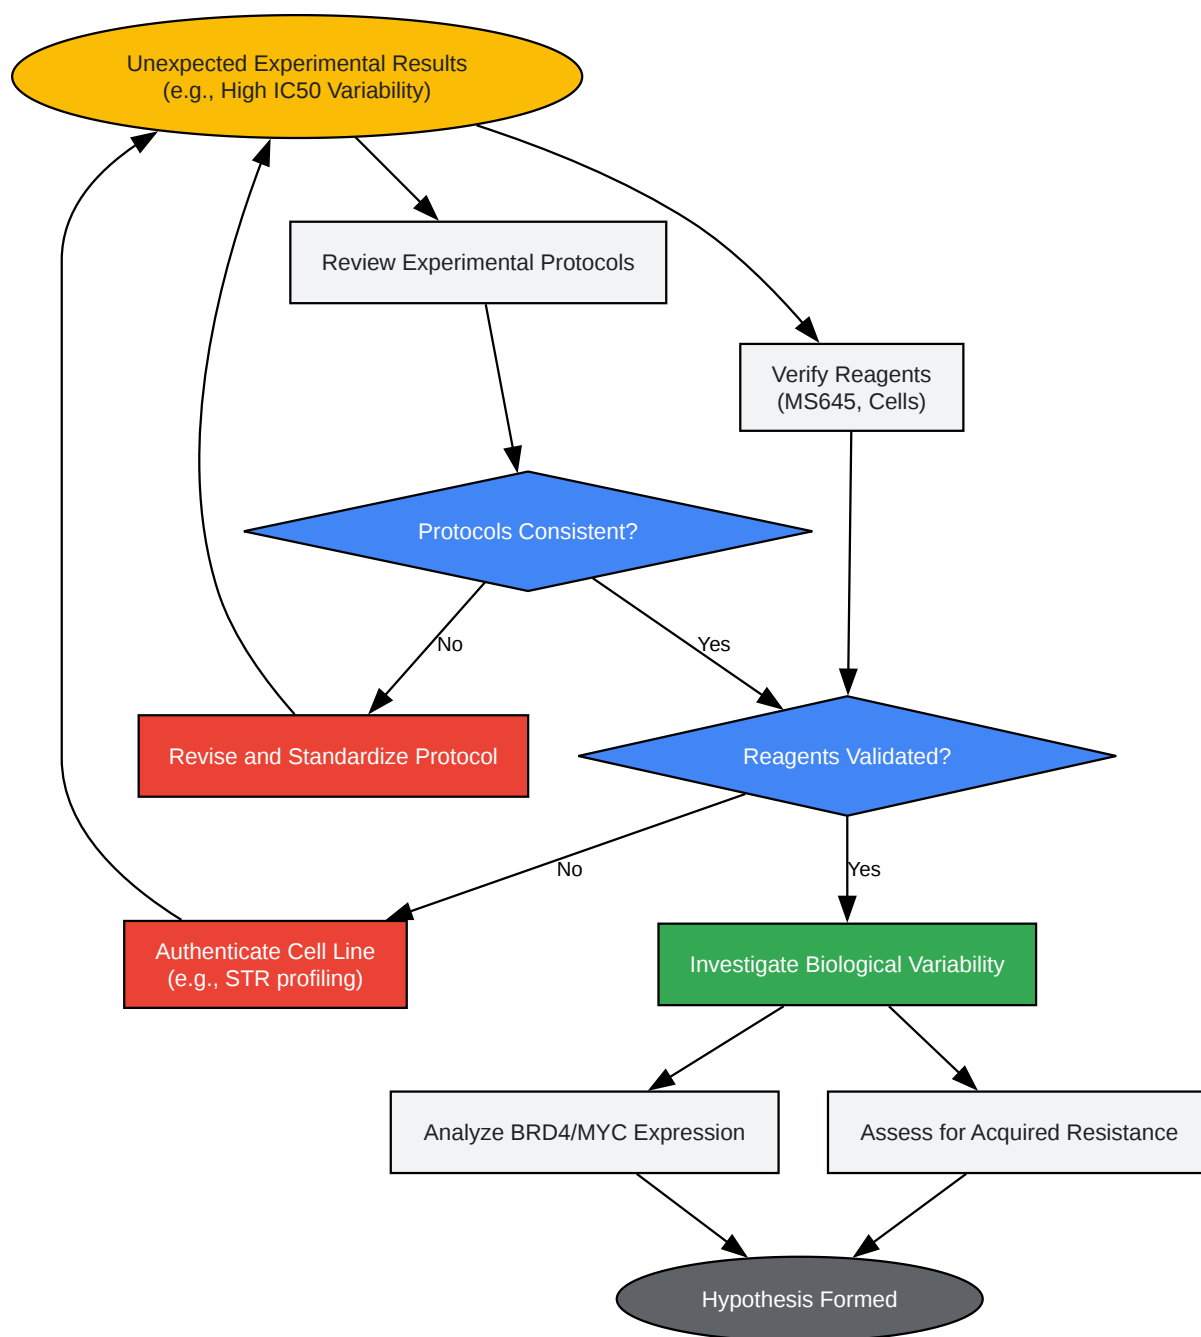 Unexpected Experimental Results
(e.g., High IC50 Variability)
Review Experimental Protocols
Verify Reagents
(MS645, Cells)
Protocols Consistent?
No
Yes
Revise and Standardize Protocol
Reagents Validated?
No
Yes
Authenticate Cell Line
(e.g., STR profiling)
Investigate Biological Variability
Analyze BRD4/MYC Expression
Assess for Acquired Resistance
Hypothesis Formed